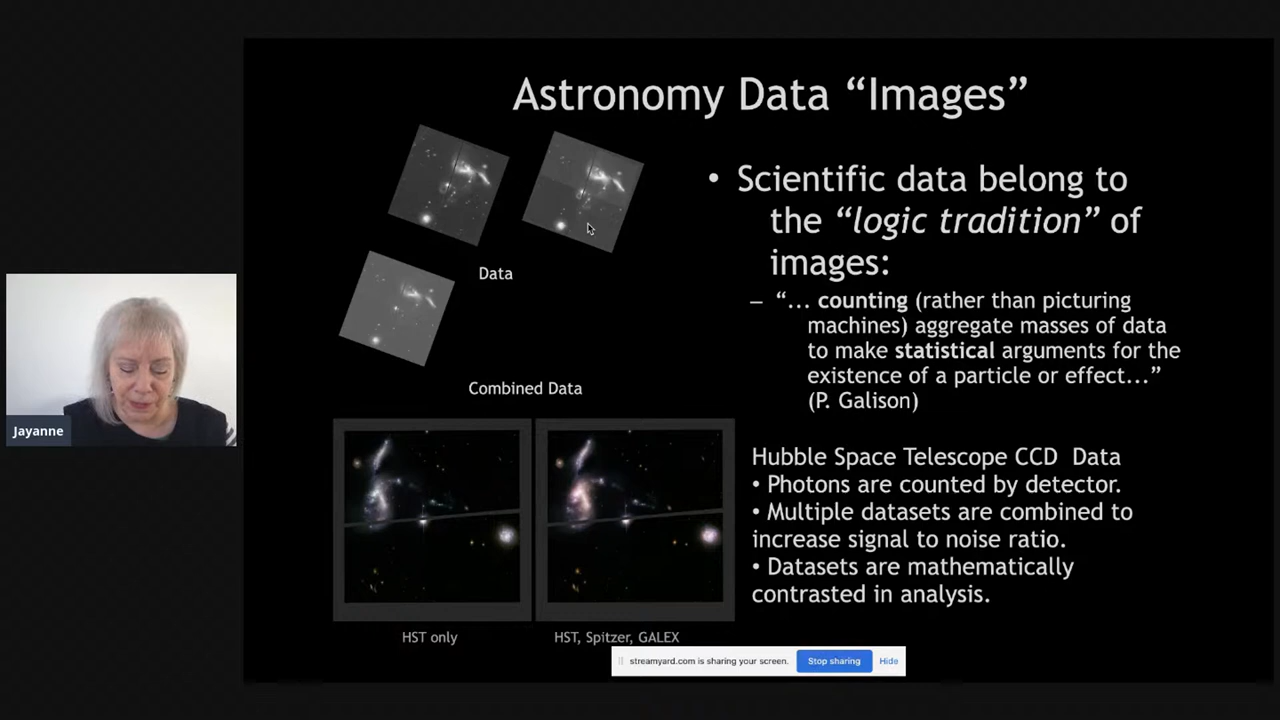 Astronomy Data “Images”
Data
Combined Data
HST only
HST, Spitzer, GALEX
• Scientific data belong to
the “logic tradition” of
images:
– “... counting (rather than picturing
machines) aggregate masses of data
to make statistical arguments for the
existence of a particle or effect...”
(P. Galison)
Hubble Space Telescope CCD Data
• Photons are counted by detector.
• Multiple datasets are combined to
increase signal to noise ratio.
• Datasets are mathematically
contrasted in analysis.
Jayanne
streamyard.com is sharing your screen.
Stop sharing
Hide